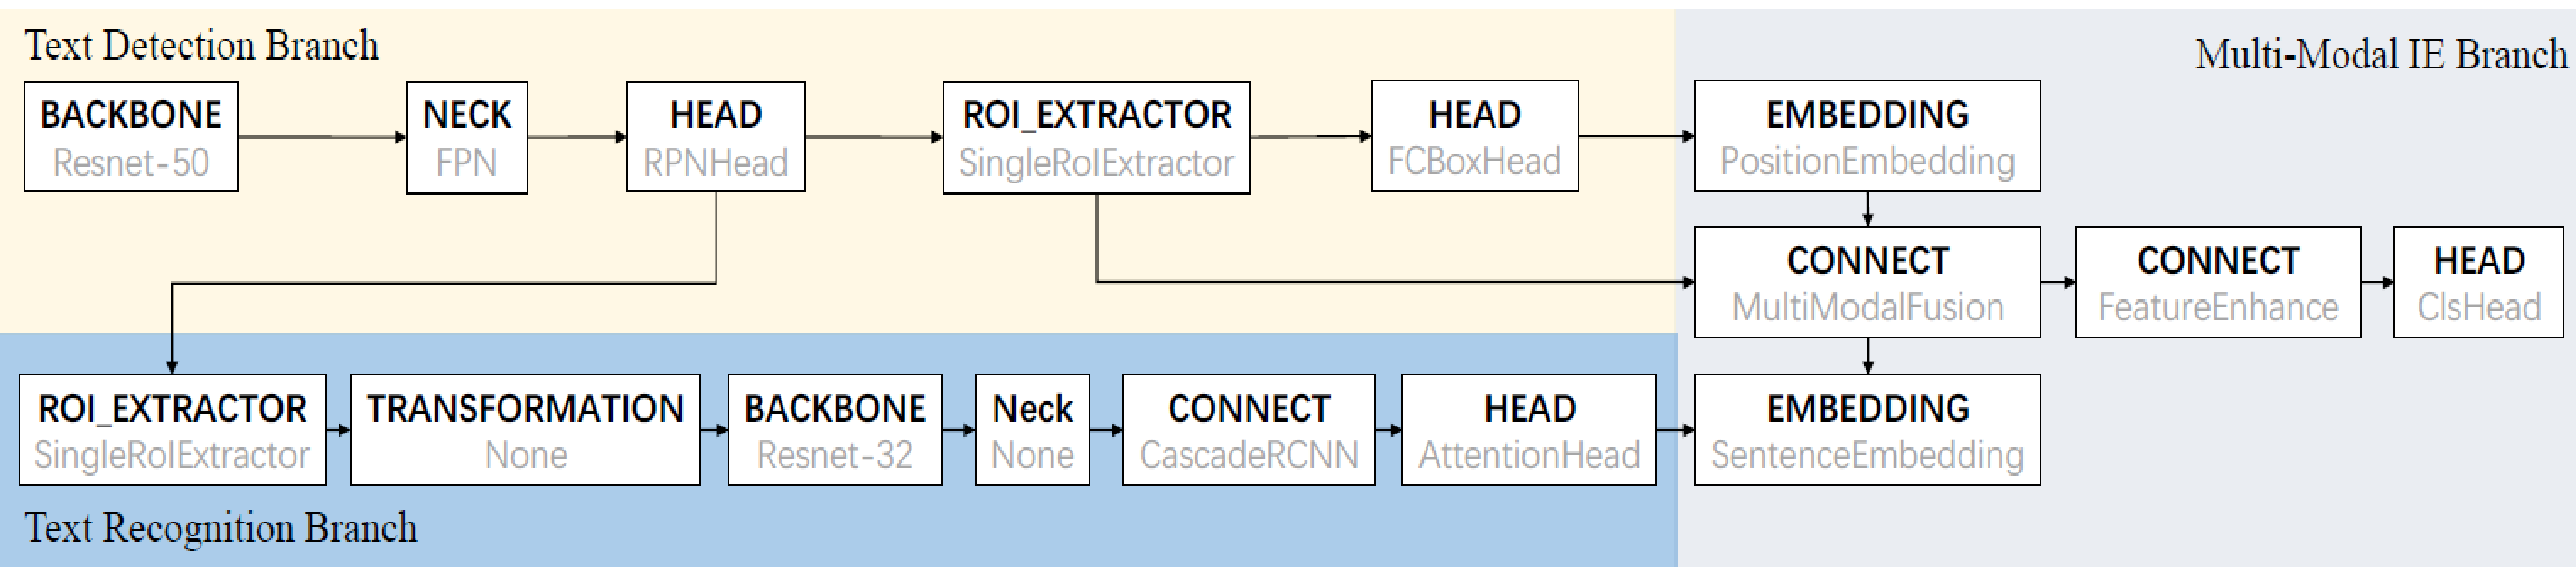 Text Detection Branch
Multi-Modal IE Branch
BACKBONE
Resnet-50
NECK
FPN
HEAD
RPNHead
ROI_EXTRACTOR
SingleRoIExtractor
HEAD
FCBoxHead
EMBEDDING
PositionEmbedding
CONNECT
MultiModalFusion
CONNECT
FeatureEnhance
HEAD
ClsHead
ROI_EXTRACTOR
SingleRoIExtractor
TRANSFORMATION
None
BACKBONE
Resnet-32
Neck
None
CONNECT
CascadeRCNN
HEAD
AttentionHead
EMBEDDING
SentenceEmbedding
Text Recognition Branch